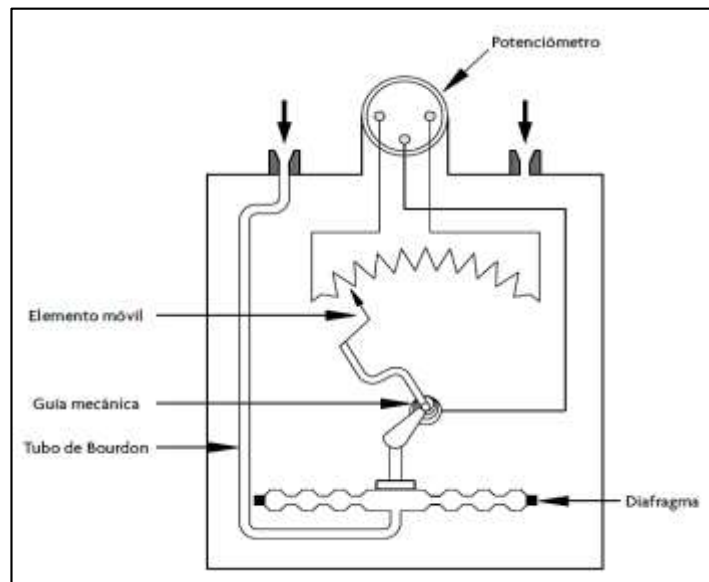 Potenciómetro
Elemento móvil
Guía mecánica
Tubo de Bourdon
Diafragma